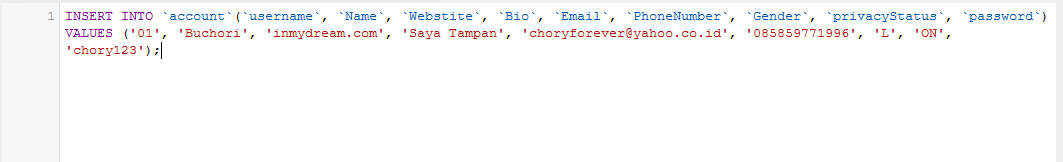 1 INSERT INTO `account`(`username`, `Name`, `Webstite`, `Bio`, `Email`, `PhoneNumber`, `Gender`, `privacyStatus`, `password`)
VALUES ('01', 'Buchori', 'inmydream.com', 'Saya Tampan', 'choryforever@yahoo.co.id', '085859771996', 'L', 'ON',
'chory123');